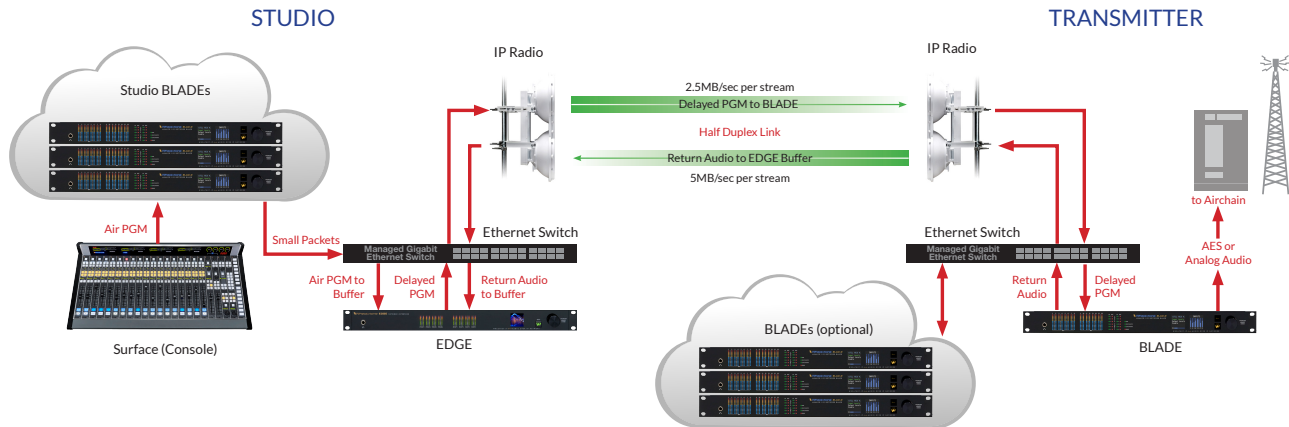 STUDIO
TRANSMITTER
IP Radio
IP Radio
Studio BLADEs
2.5MB/sec per stream
Delayed PGM to BLADE
Half Duplex Link
Return Audio to EDGE Buffer
5MB/sec per stream
Air PGM
Small Packets
Ethernet Switch
Managed Gigabit
Ethernet Switch
Air PGM to
Buffer
Delayed
PGM
Return Audio
to Buffer
EDGE
Surface (Console)
Ethernet Switch
Managed Gigabit
Ethernet Switch
Return
Audio
Delayed
PGM
BLADE
to Airchain
AES or
Analog Audio
BLADEs (optional)